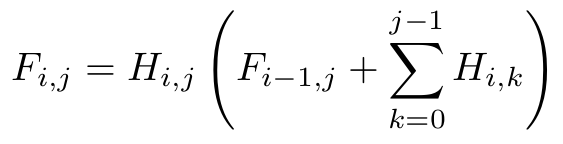 F_{i,j} = H_{i,j} \left( F_{i-1,j} + \sum_{k=0}^{j-1} H_{i,k} \right)